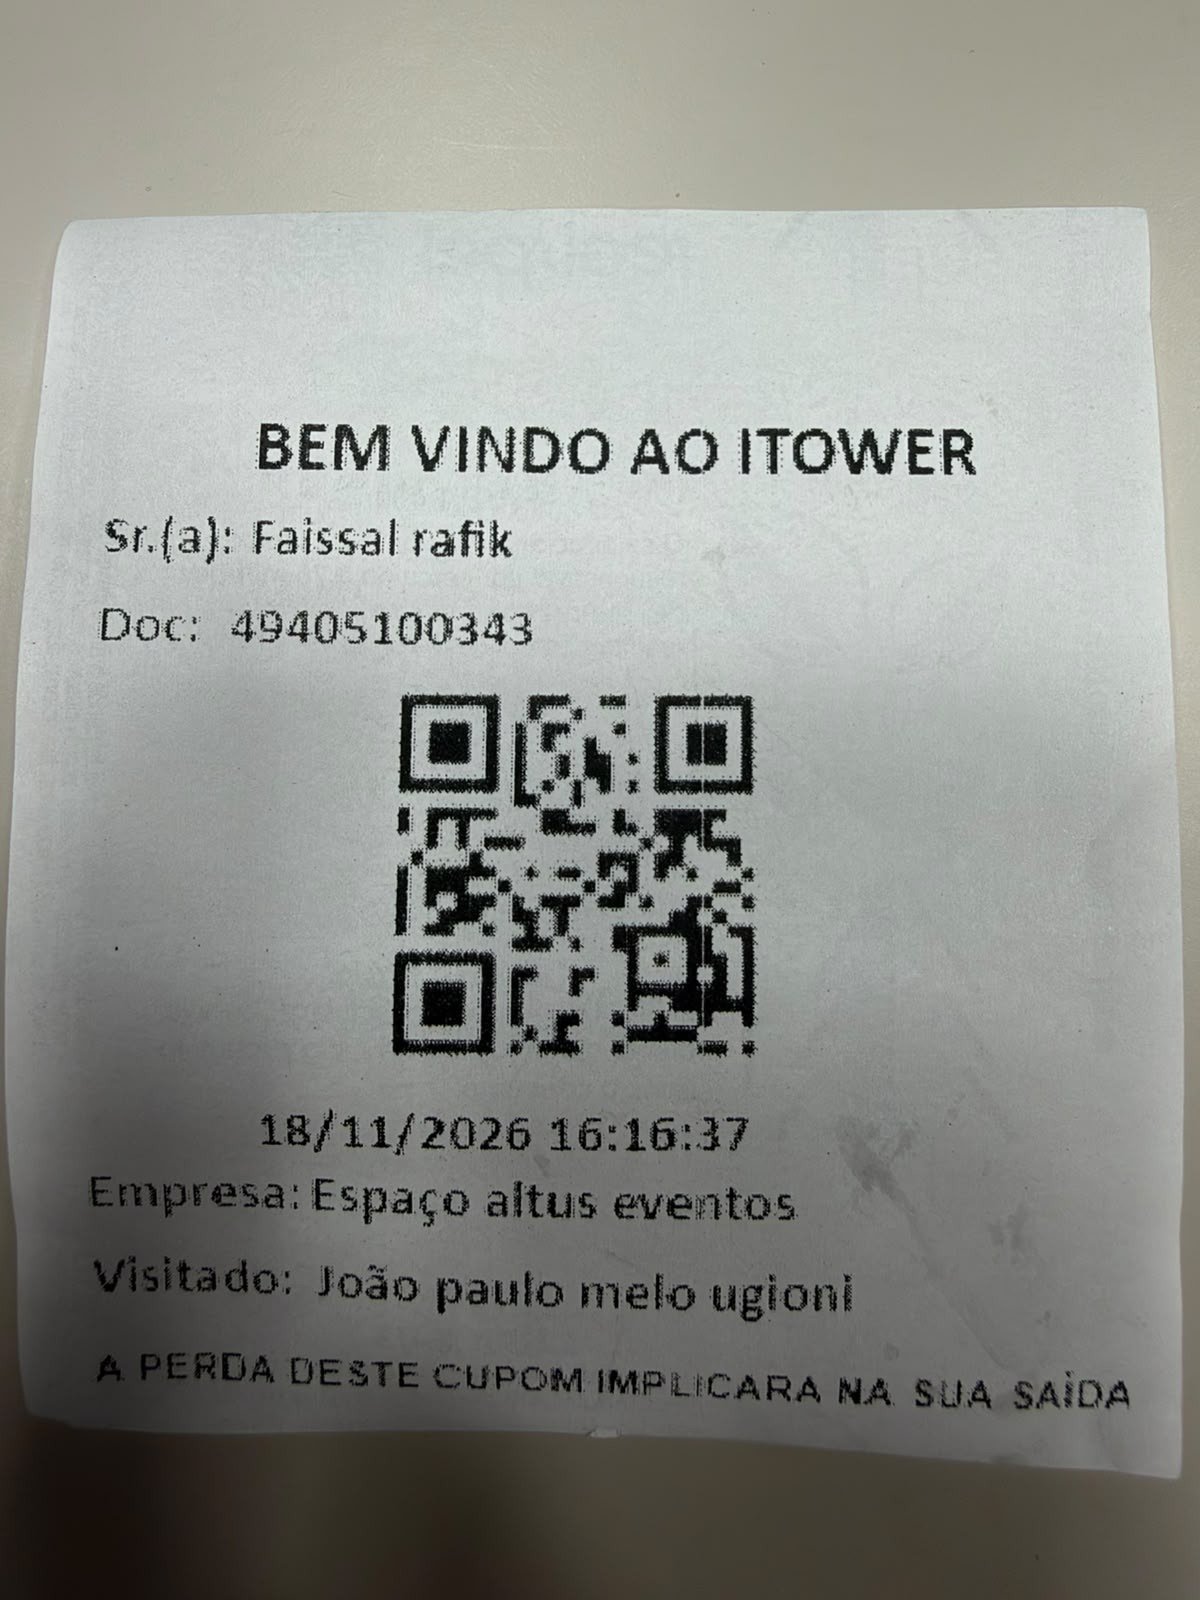 BEM VINDO AO ITOWER
Sr.(a): Faissal rafik
Doc: 49405100343
18/11/2026 16:16:37
Empresa: Espaço altus eventos
Visitado: João paulo melo ugioni
A PERDA DESTE CUPOM IMPLICARA NA SUA SAÍDA